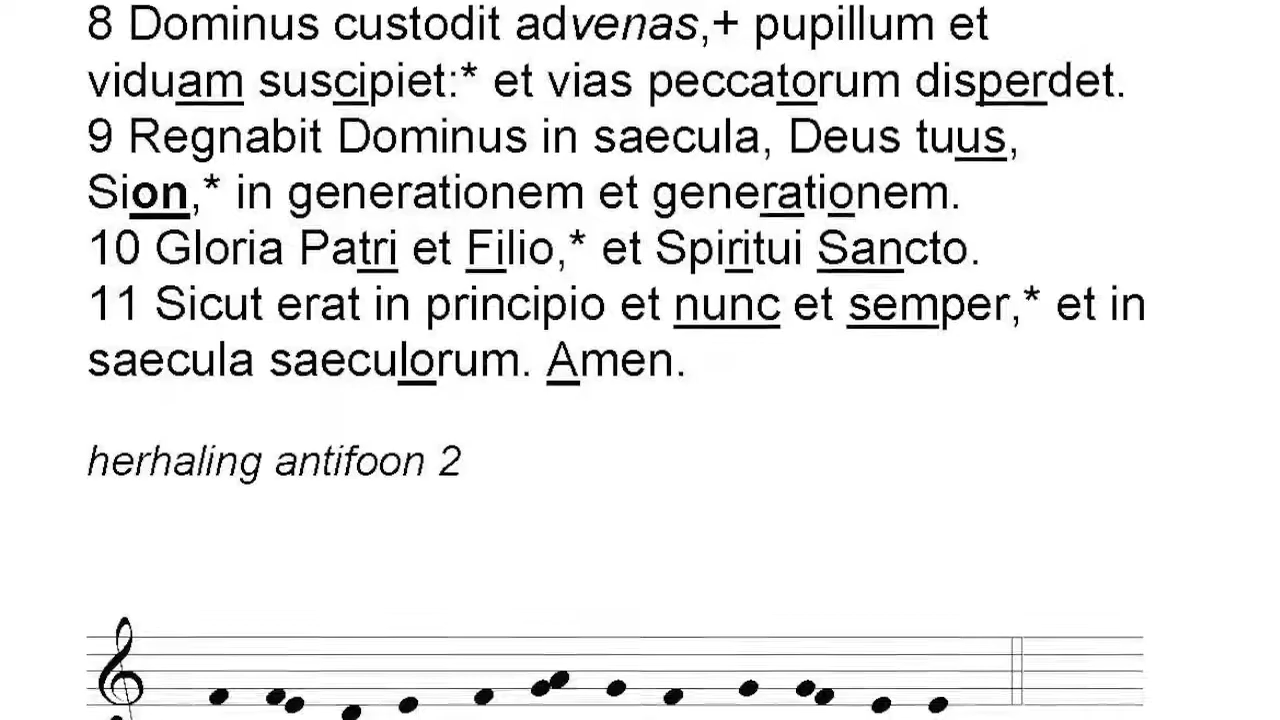 8 Dominus custodit advenas,+ pupillum et
viduam suscipiet:* et vias peccatorum disperdet.
9 Regnabit Dominus in saecula, Deus tuus,
Sion,* in generationem et generationem.
10 Gloria Patri et Filio,* et Spiritui Sancto.
11 Sicut erat in principio et nunc et semper,* et in
saecula saeculorum. Amen.
herhaling antifoon 2